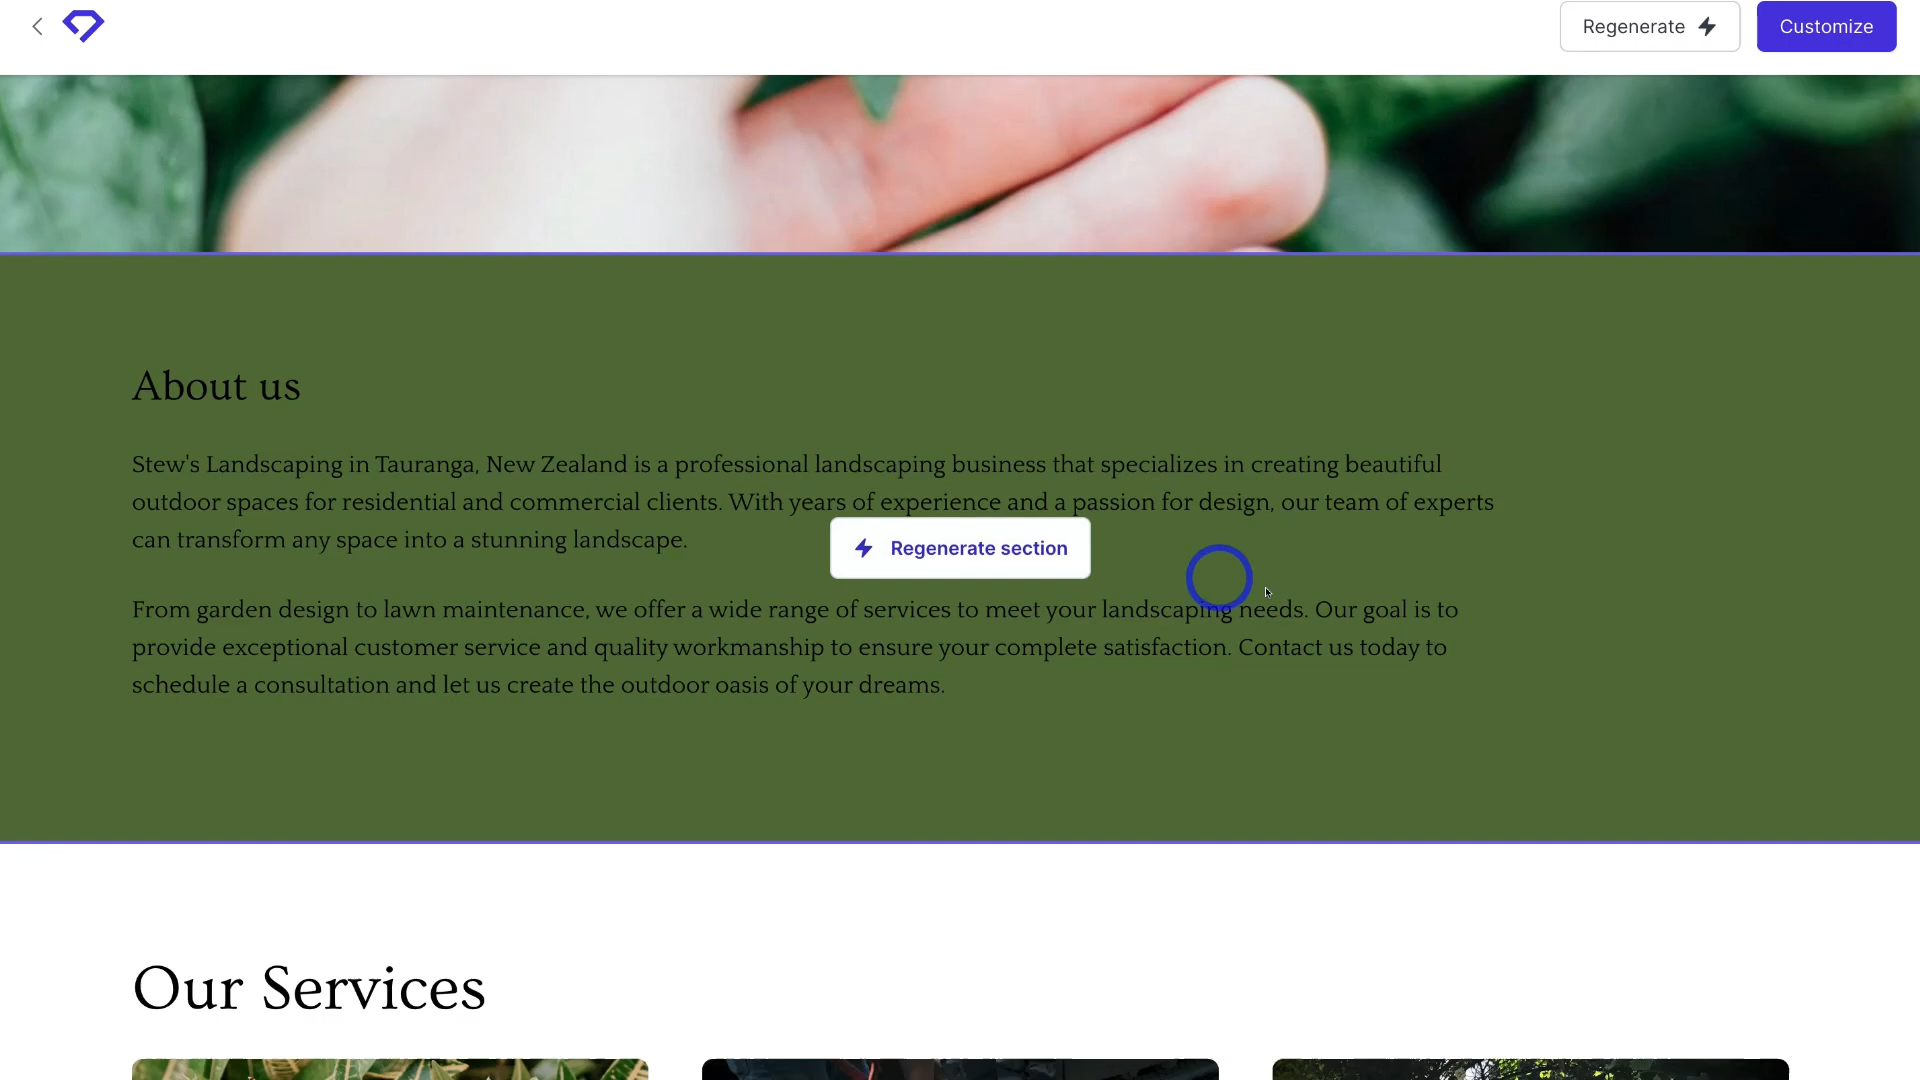 Regenerate
Customize
About us
Stew's Landscaping in Tauranga, New Zealand is a professional landscaping business that specializes in creating beautiful
outdoor spaces for residential and commercial clients. With years of experience and a passion for design, our team of experts
can transform any space into a stunning landscape.
Regenerate section
From garden design to lawn maintenance, we offer a wide range of services to meet your landscaping needs. Our goal is to
provide exceptional customer service and quality workmanship to ensure your complete satisfaction. Contact us today to
schedule a consultation and let us create the outdoor oasis of your dreams.
Our Services